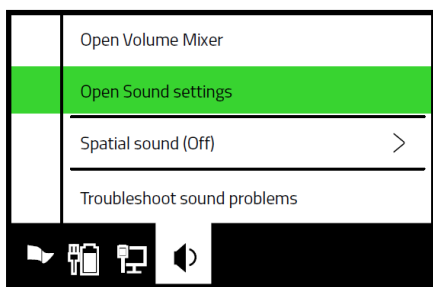 Open Volume Mixer
Open Sound settings
Spatial sound (Off)
Troubleshoot sound problems